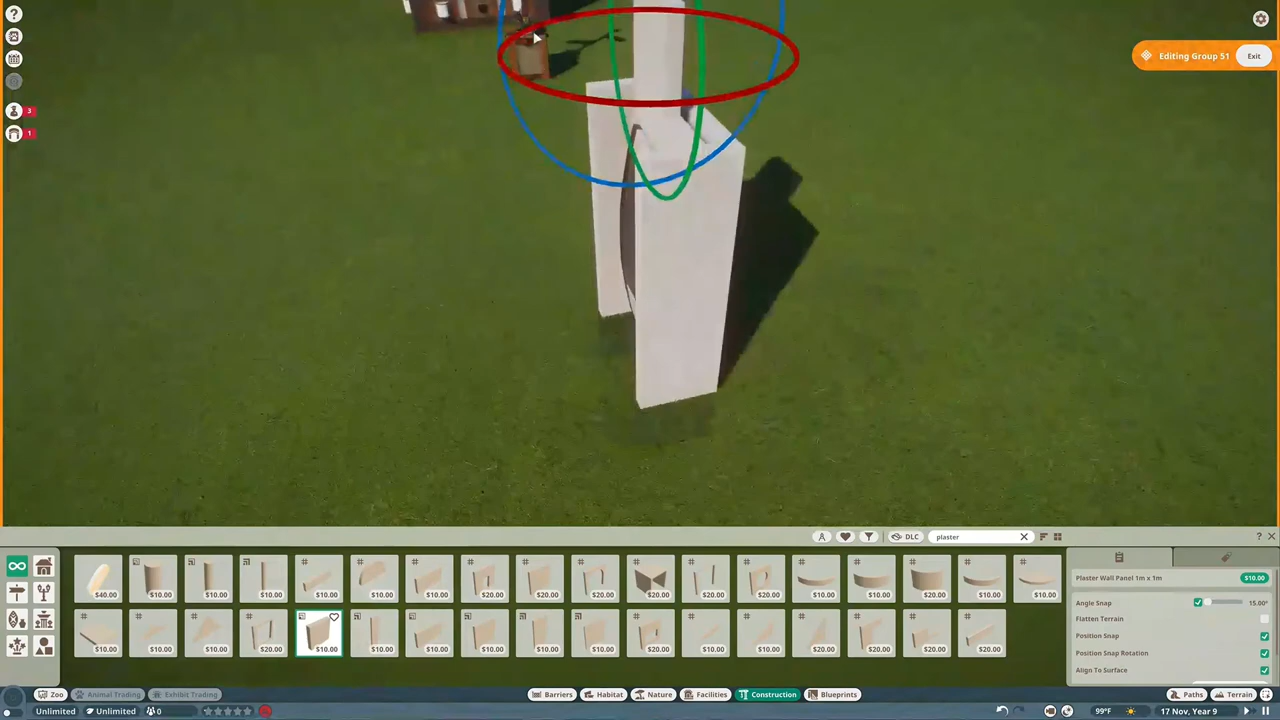 ?
Editing Group 51 Exit
3
1
DLC plaster ? ×
$40.00 $10.00 $10.00 $10.00 $10.00 $10.00 $10.00 $20.00 $20.00 $20.00 $20.00 $20.00 $20.00 $10.00 $10.00 $20.00 $10.00 $10.00
$10.00 $10.00 $10.00 $20.00 $10.00 $10.00 $10.00 $10.00 $10.00 $10.00 $20.00 $10.00 $10.00 $20.00 $20.00 $20.00 $20.00
Plaster Wall Panel 1m x 1m $10.00
Angle Snap 15.00°
Flatten Terrain
Position Snap
Position Snap Rotation
Align To Surface
Zoo Animal Trading Exhibit Trading Barriers Habitat Nature Facilities Construction Blueprints Paths Terrain
Unlimited Unlimited 0 99°F 17 Nov, Year 9